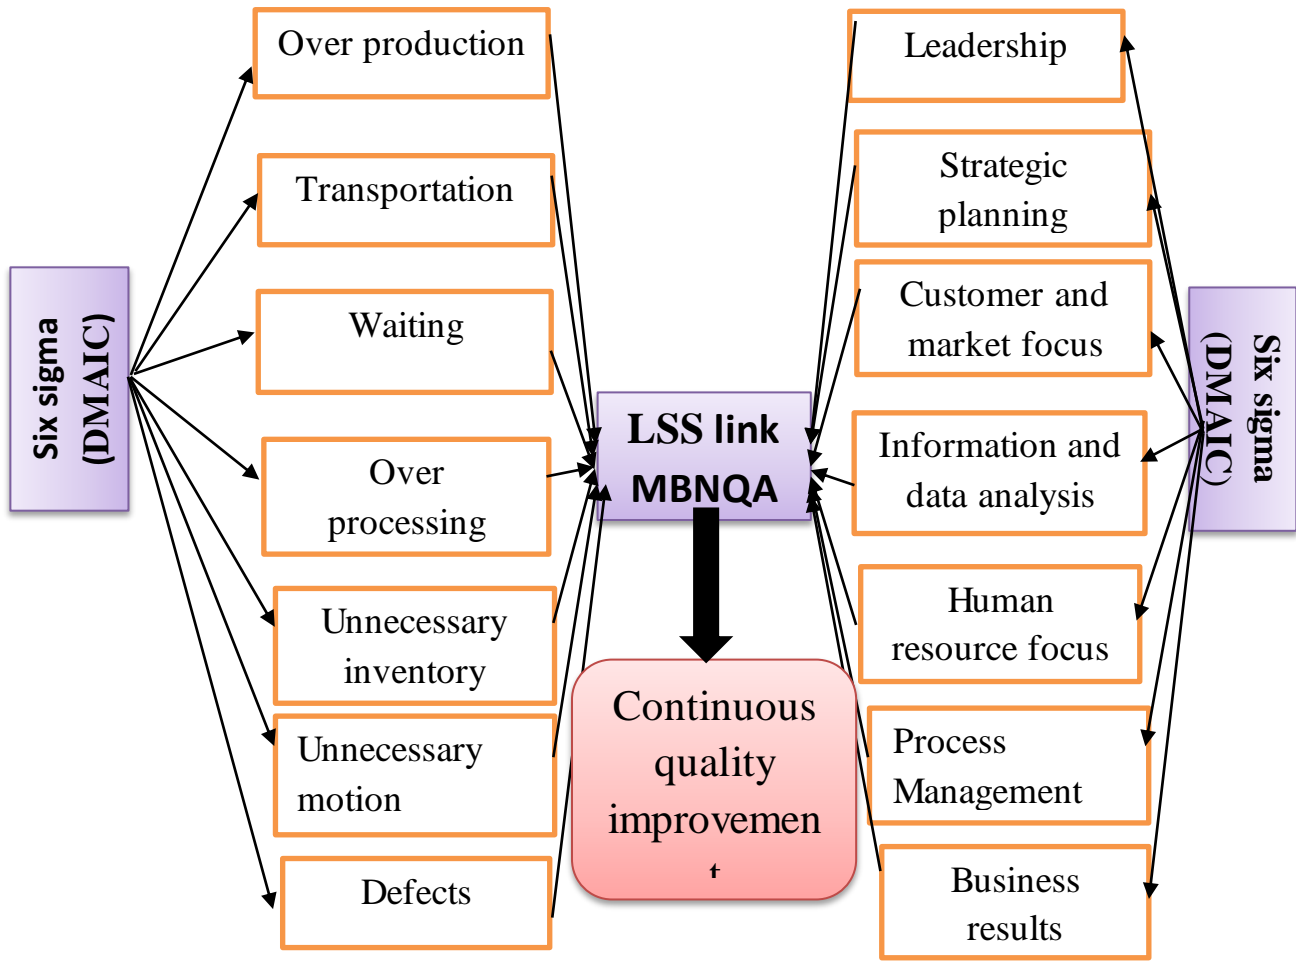 Six sigma
(DMAIC)
Over production
Transportation
Waiting
Over
processing
Unnecessary
inventory
Unnecessary
motion
Defects
LSS link
MBNQA
Continuous
quality
improvemen
t
Leadership
Strategic
planning
Customer and
market focus
Information and
data analysis
Human
resource focus
Process
Management
Business
results
Six sigma
(DMAIC)